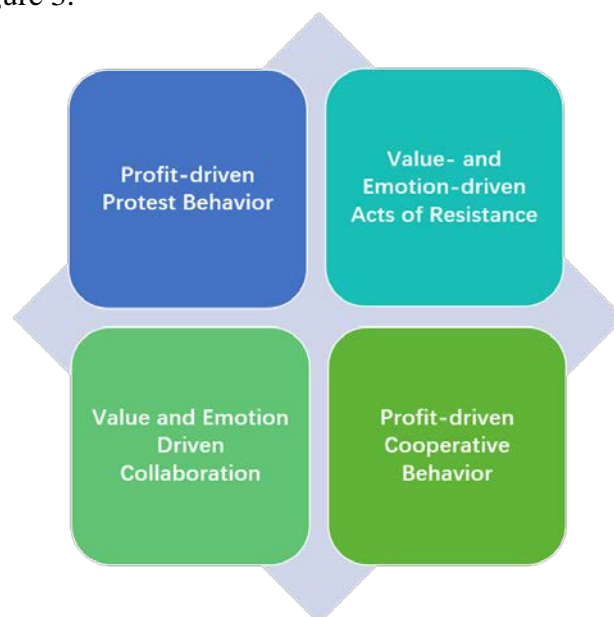 gure 3.
Profit-driven
Protest Behavior
Value- and
Emotion-driven
Acts of Resistance
Value and Emotion
Driven
Collaboration
Profit-driven
Cooperative
Behavior